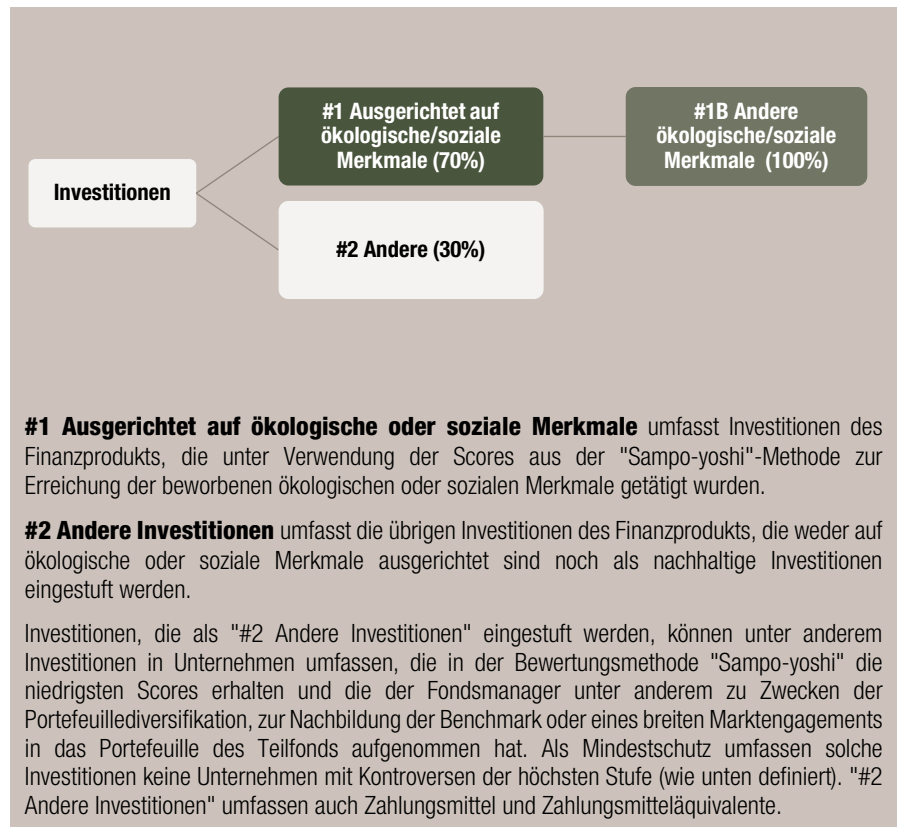 #1 Ausgerichtet auf
ökologische/soziale
Merkmale (70%)
#1B Andere
ökologische/soziale
Merkmale (100%)
Investitionen
#2 Andere (30%)
#1 Ausgerichtet auf ökologische oder soziale Merkmale umfasst Investitionen des
Finanzprodukts, die unter Verwendung der Scores aus der "Sampo-yoshi"-Methode zur
Erreichung der beworbenen ökologischen oder sozialen Merkmale getätigt wurden.
#2 Andere Investitionen umfasst die übrigen Investitionen des Finanzprodukts, die weder auf
ökologische oder soziale Merkmale ausgerichtet sind noch als nachhaltige Investitionen
eingestuft werden.
Investitionen, die als "#2 Andere Investitionen" eingestuft werden, können unter anderem
Investitionen in Unternehmen umfassen, die in der Bewertungsmethode "Sampo-yoshi" die
niedrigsten Scores erhalten und die der Fondsmanager unter anderem zu Zwecken der
Portefeuillediversifikation, zur Nachbildung der Benchmark oder eines breiten Marktengagements
in das Portefeuille des Teilfonds aufgenommen hat. Als Mindestschutz umfassen solche
Investitionen keine Unternehmen mit Kontroversen der höchsten Stufe (wie unten definiert). "#2
Andere Investitionen" umfassen auch Zahlungsmittel und Zahlungsmitteläquivalente.